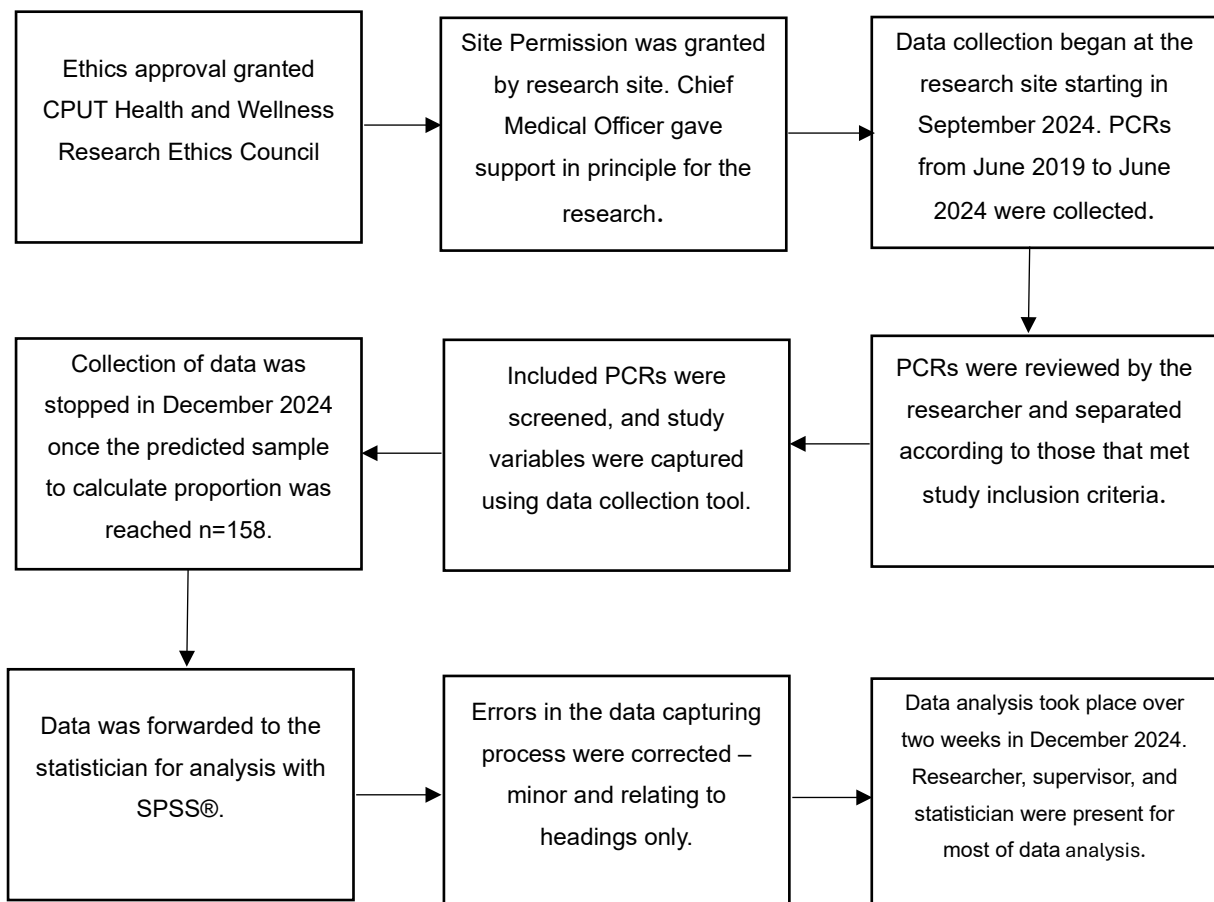 Ethics approval granted
CPUT Health and Wellness
Research Ethics Council
Site Permission was granted
by research site. Chief
Medical Officer gave
support in principle for the
research.
Data collection began at the
research site starting in
September 2024. PCRs
from June 2019 to June
2024 were collected.
PCRs were reviewed by the
researcher and separated
according to those that met
study inclusion criteria.
Included PCRs were
screened, and study
variables were captured
using data collection tool.
Collection of data was
stopped in December 2024
once the predicted sample
to calculate proportion was
reached n=158.
Data was forwarded to the
statistician for analysis with
SPSS®.
Errors in the data capturing
process were corrected –
minor and relating to
headings only.
Data analysis took place over
two weeks in December 2024.
Researcher, supervisor, and
statistician were present for
most of data analysis.